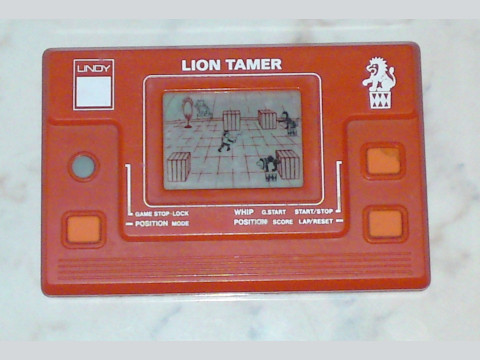 LINDY
LION TAMER
GAME STOP·LOCK
POSITION MODE
WHIP G.START START/STOP
POSITION SCORE LAP/RESET